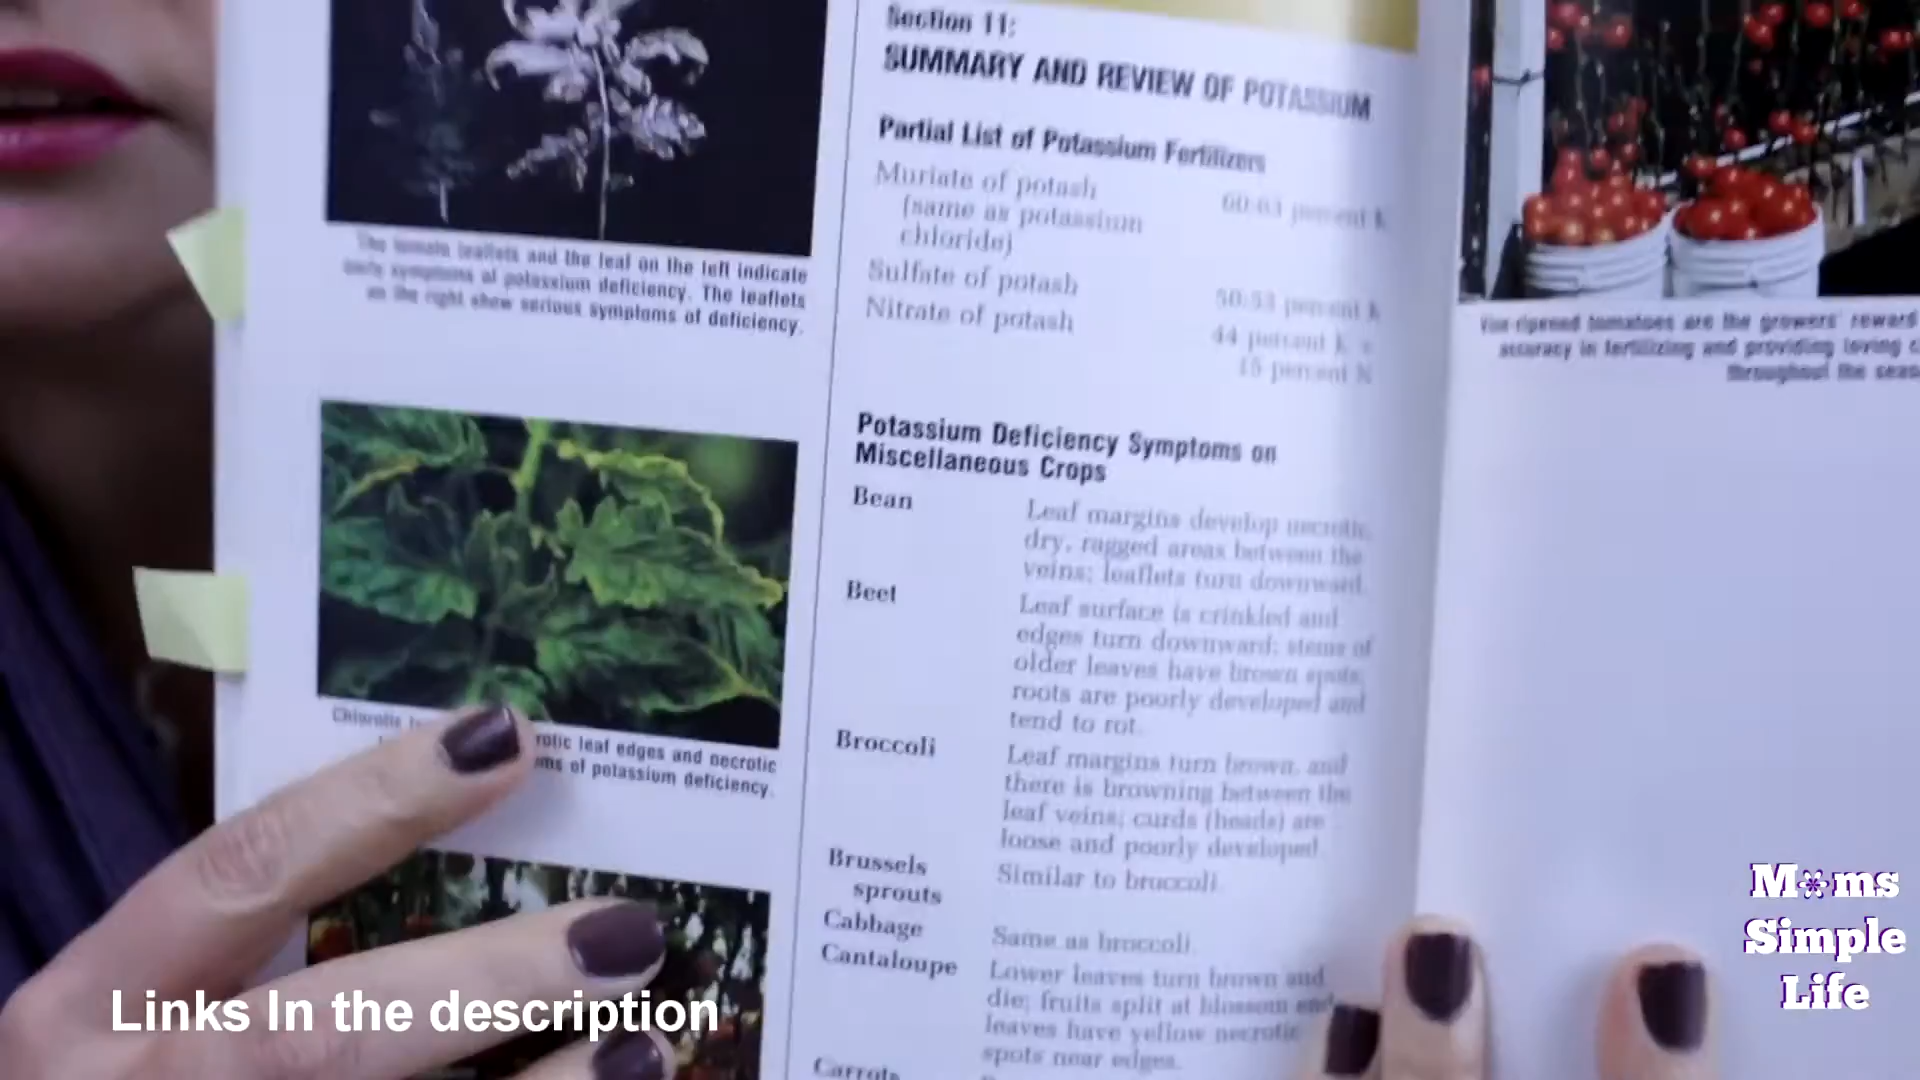 The tomato leaflets and the leaf on the left indicate
early symptoms of potassium deficiency. The leaflets
on the right show serious symptoms of deficiency.
Chlorotic
rotic leaf edges and necrotic
ms of potassium deficiency.
Section 11:
SUMMARY AND REVIEW OF POTASSIUM
Partial List of Potassium Fertilizers
Muriate of potash 60-63 percent K
(same as potassium
chloride)
Sulfate of potash 50-53 percent K
Nitrate of potash 44 percent K
15 percent N
Potassium Deficiency Symptoms on
Miscellaneous Crops
Bean Leaf margins develop necrotic,
dry, ragged areas between the
veins; leaflets turn downward.
Beet Leaf surface is crinkled and
edges turn downward; stems of
older leaves have brown spots;
roots are poorly developed and
tend to rot.
Broccoli Leaf margins turn brown, and
there is browning between the
leaf veins; curds (heads) are
loose and poorly developed.
Brussels Similar to broccoli.
sprouts
Cabbage Same as broccoli.
Cantaloupe Lower leaves turn brown and
die; fruits split at blossom end
leaves have yellow necrotic
spots near edges.
Carrots
Vine-ripened tomatoes are the growers' reward
accuracy in fertilizing and providing loving
throughout the
Links In the description
M*ms
Simple
Life